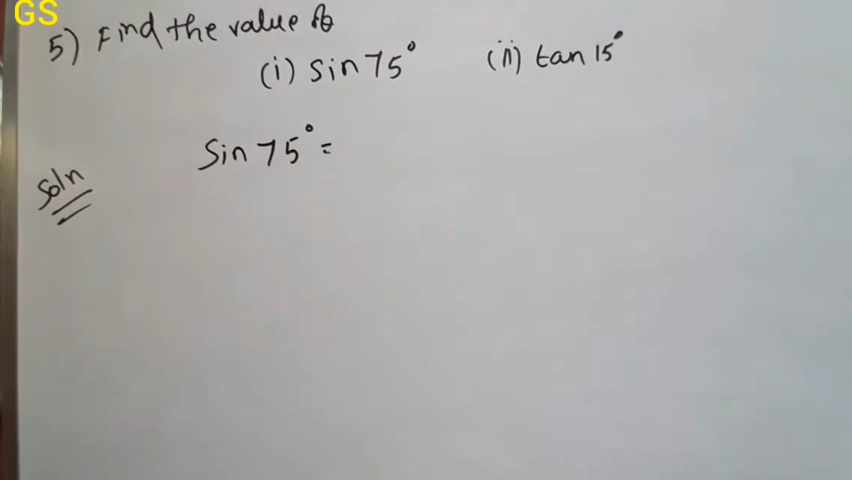 GS
5) Find the value of
(i) sin 75° (ii) tan 15°
Soln
Sin 75° =